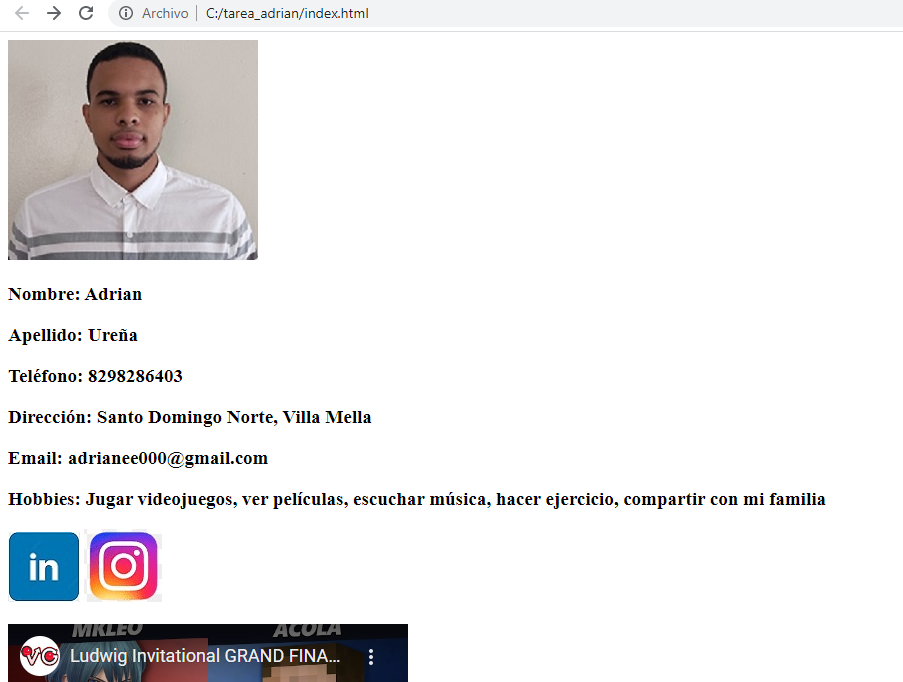 Archivo | C:/tarea_adrian/index.html
Nombre: Adrian
Apellido: Ureña
Teléfono: 8298286403
Dirección: Santo Domingo Norte, Villa Mella
Email: adrianee000@gmail.com
Hobbies: Jugar videojuegos, ver películas, escuchar música, hacer ejercicio, compartir con mi familia
in
MKLEO ACOLA
VG Ludwig Invitational GRAND FINA...